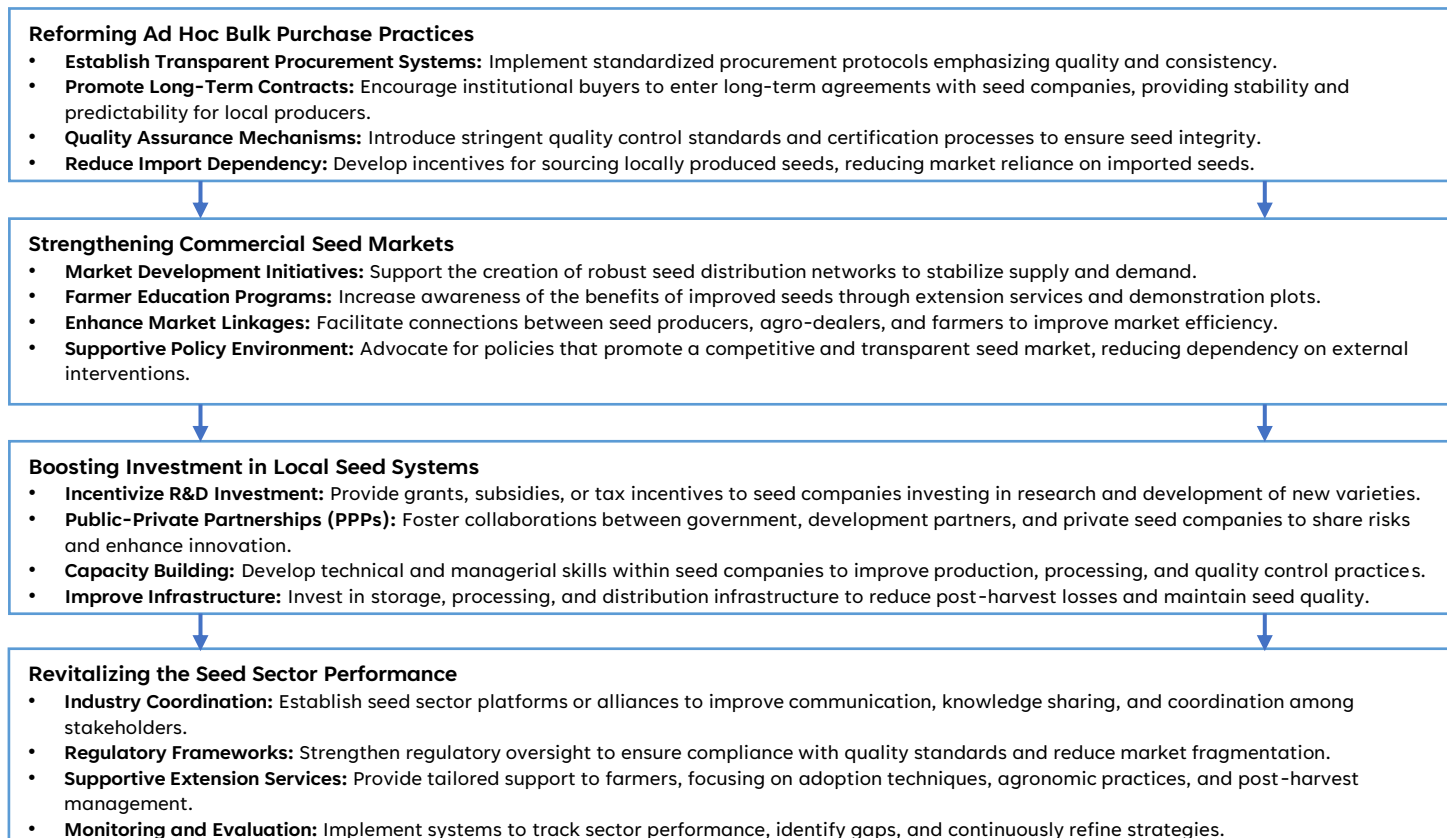 Reforming Ad Hoc Bulk Purchase Practices
• Establish Transparent Procurement Systems: Implement standardized procurement protocols emphasizing quality and consistency.
• Promote Long-Term Contracts: Encourage institutional buyers to enter long-term agreements with seed companies, providing stability and
predictability for local producers.
• Quality Assurance Mechanisms: Introduce stringent quality control standards and certification processes to ensure seed integrity.
• Reduce Import Dependency: Develop incentives for sourcing locally produced seeds, reducing market reliance on imported seeds.
Strengthening Commercial Seed Markets
• Market Development Initiatives: Support the creation of robust seed distribution networks to stabilize supply and demand.
• Farmer Education Programs: Increase awareness of the benefits of improved seeds through extension services and demonstration plots.
• Enhance Market Linkages: Facilitate connections between seed producers, agro-dealers, and farmers to improve market efficiency.
• Supportive Policy Environment: Advocate for policies that promote a competitive and transparent seed market, reducing dependency on external
interventions.
Boosting Investment in Local Seed Systems
• Incentivize R&D Investment: Provide grants, subsidies, or tax incentives to seed companies investing in research and development of new varieties.
• Public-Private Partnerships (PPPs): Foster collaborations between government, development partners, and private seed companies to share risks
and enhance innovation.
• Capacity Building: Develop technical and managerial skills within seed companies to improve production, processing, and quality control practices.
• Improve Infrastructure: Invest in storage, processing, and distribution infrastructure to reduce post-harvest losses and maintain seed quality.
Revitalizing the Seed Sector Performance
• Industry Coordination: Establish seed sector platforms or alliances to improve communication, knowledge sharing, and coordination among
stakeholders.
• Regulatory Frameworks: Strengthen regulatory oversight to ensure compliance with quality standards and reduce market fragmentation.
• Supportive Extension Services: Provide tailored support to farmers, focusing on adoption techniques, agronomic practices, and post-harvest
management.
• Monitoring and Evaluation: Implement systems to track sector performance, identify gaps, and continuously refine strategies.